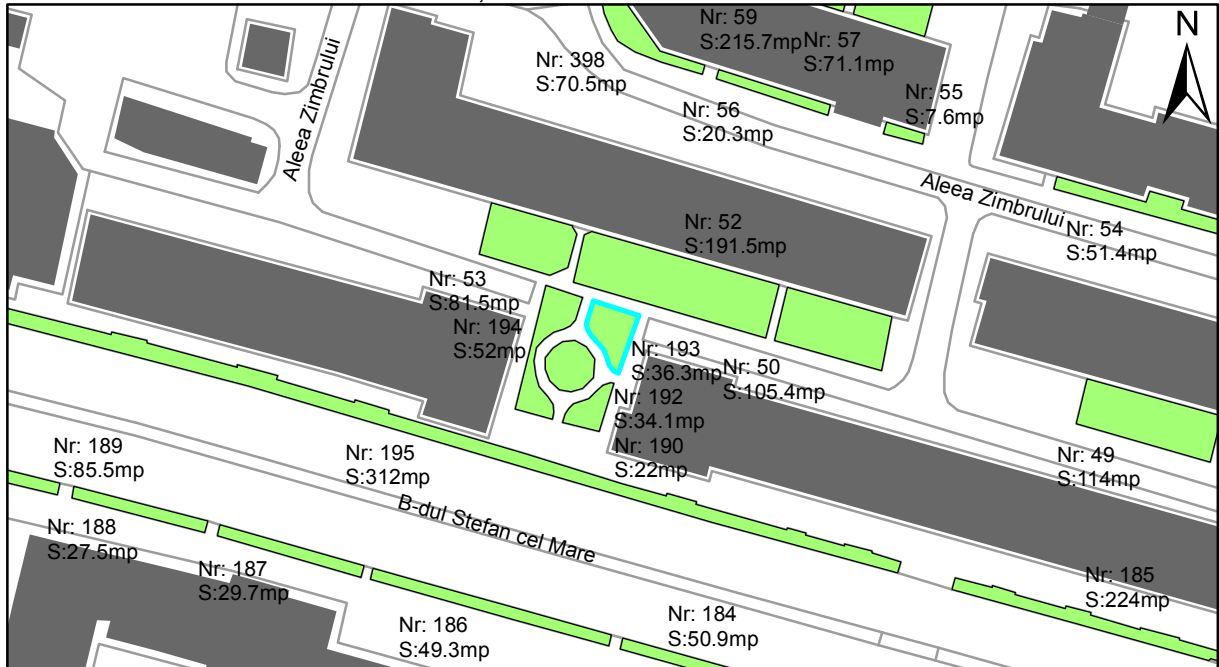 Nr: 59
S:215.7mp
Nr: 57
S:71.1mp
N
Nr: 398
S:70.5mp
Nr: 55
S:7.6mp
Nr: 56
S:20.3mp
Aleea Zimbrului
Aleea Zimbrului
Nr: 52
S:191.5mp
Nr: 54
S:51.4mp
Nr: 53
S:81.5mp
Nr: 194
S:52mp
Nr: 193
S:36.3mp
Nr: 50
S:105.4mp
Nr: 192
S:34.1mp
Nr: 190
S:22mp
Nr: 189
S:85.5mp
Nr: 195
S:312mp
Nr: 49
S:114mp
B-dul Stefan cel Mare
Nr: 188
S:27.5mp
Nr: 187
S:29.7mp
Nr: 185
S:224mp
Nr: 186
S:49.3mp
Nr: 184
S:50.9mp